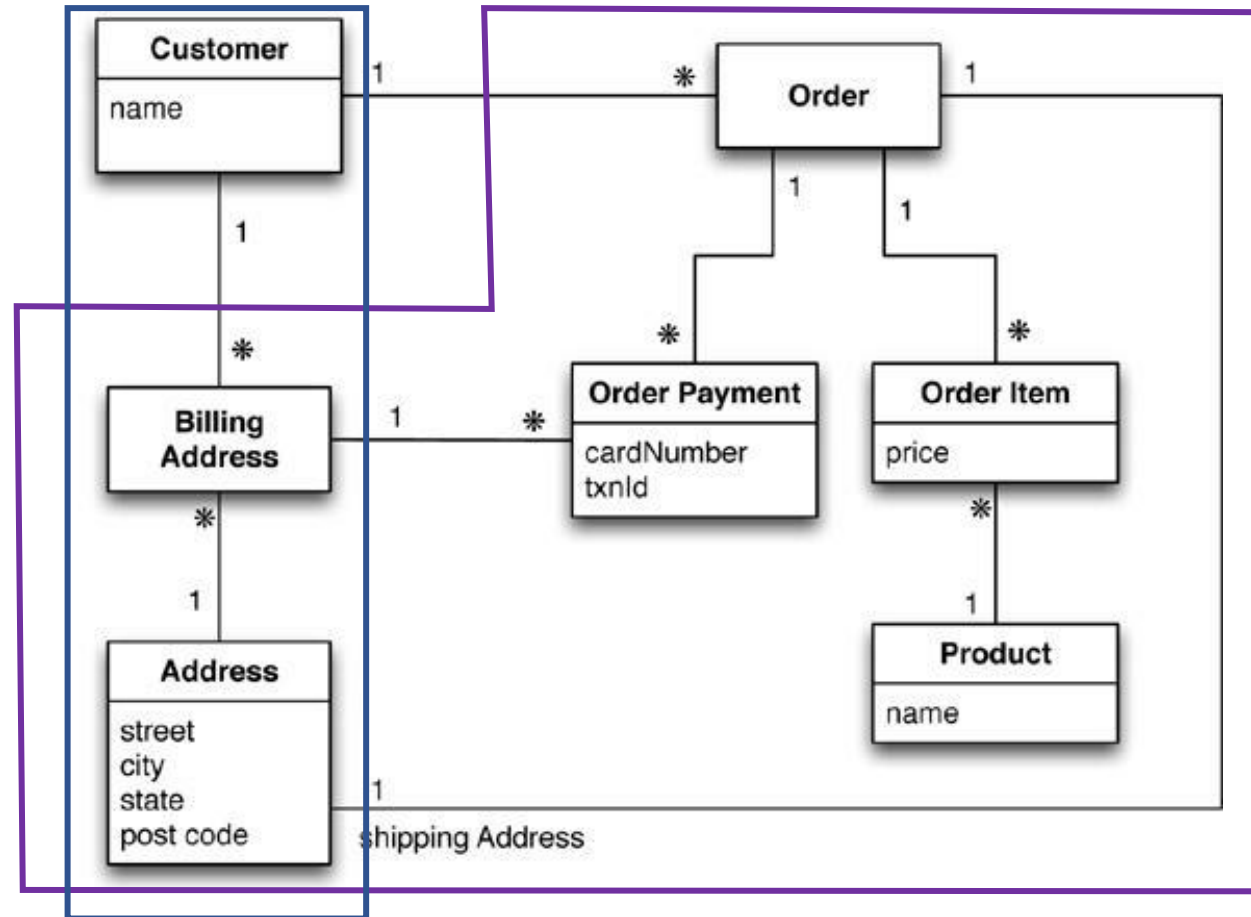 Customer
name
1
*
Order
1
1
1
1
*
Billing
Address
1
*
*
Order Payment
cardNumber
txnId
*
Order Item
price
*
1
Address
street
city
state
post code
1
shipping Address
*
1
Product
name